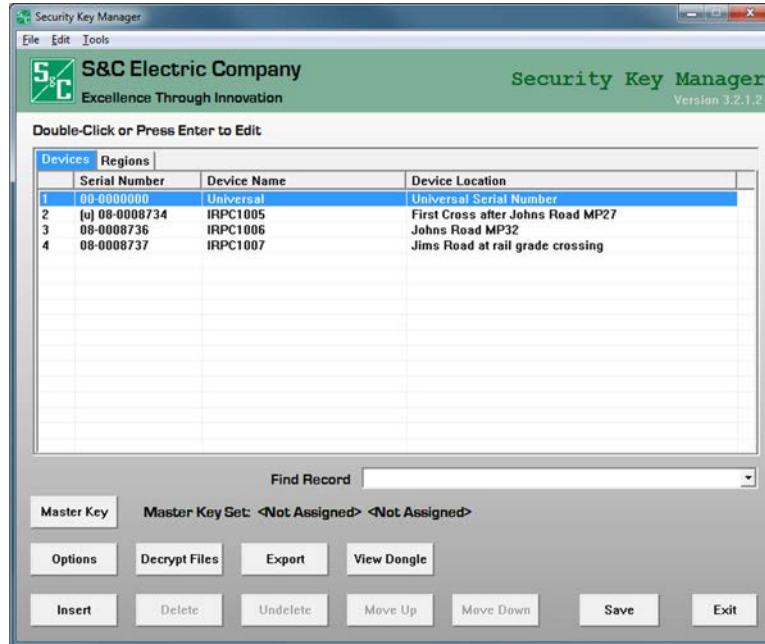 Security Key Manager
File Edit Tools
S&C
S&C Electric Company
Excellence Through Innovation
Security Key Manager
Version 3.2.1.2
Double-Click or Press Enter to Edit
Devices Regions
Serial Number Device Name Device Location
1 00-0000000 Universal Universal Serial Number
2 (u) 08-0008734 IRPC1005 First Cross after Johns Road MP27
3 08-0008736 IRPC1006 Johns Road MP32
4 08-0008737 IRPC1007 Jims Road at rail grade crossing
Find Record
Master Key Master Key Set: <Not Assigned> <Not Assigned>
Options Decrypt Files Export View Dongle
Insert Delete Undelete Move Up Move Down Save Exit